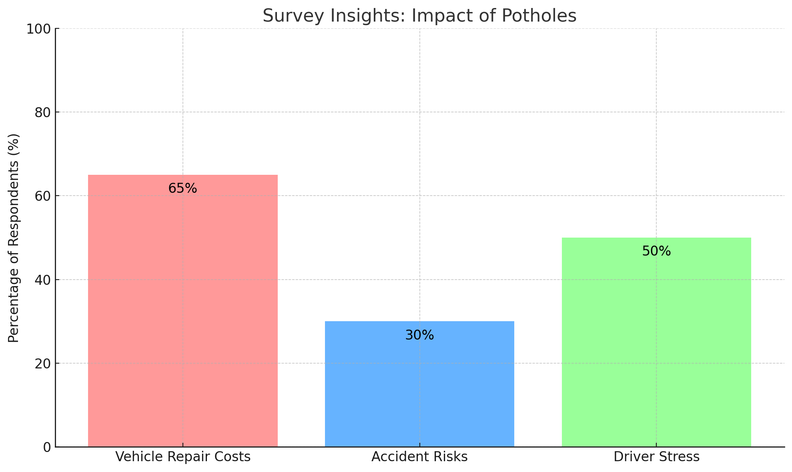 Survey Insights: Impact of Potholes
Percentage of Respondents (%)
100
80
60
40
20
0
65%
30%
50%
Vehicle Repair Costs
Accident Risks
Driver Stress